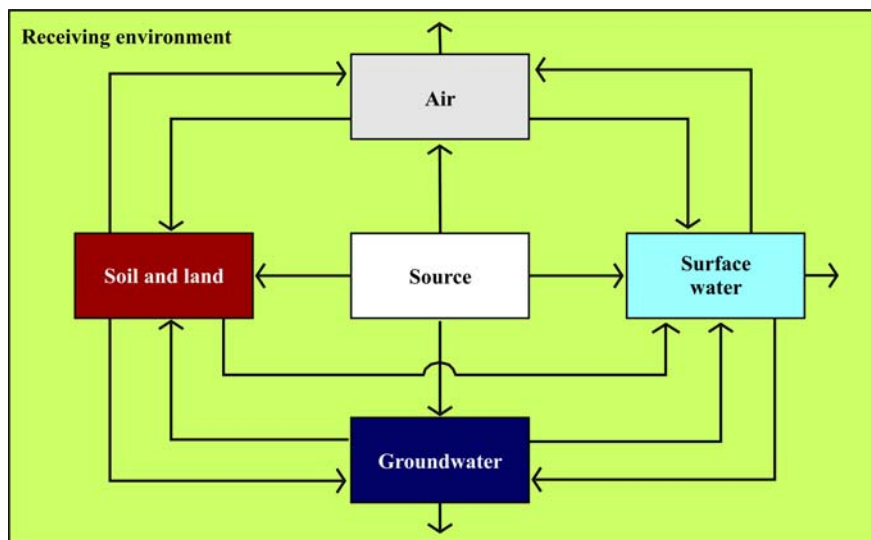 Receiving environment
Air
Soil and land
Source
Surface
water
Groundwater